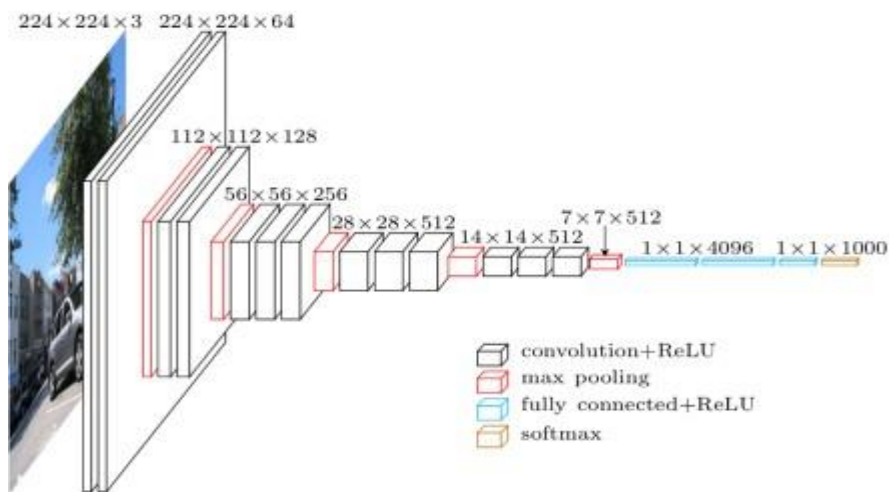 224 × 224 × 3
224 × 224 × 64
112 × 112 × 128
56 × 56 × 256
28 × 28 × 512
14 × 14 × 512
7 × 7 × 512
1 × 1 × 4096
1 × 1 × 1000
convolution+ReLU
max pooling
fully connected+ReLU
softmax